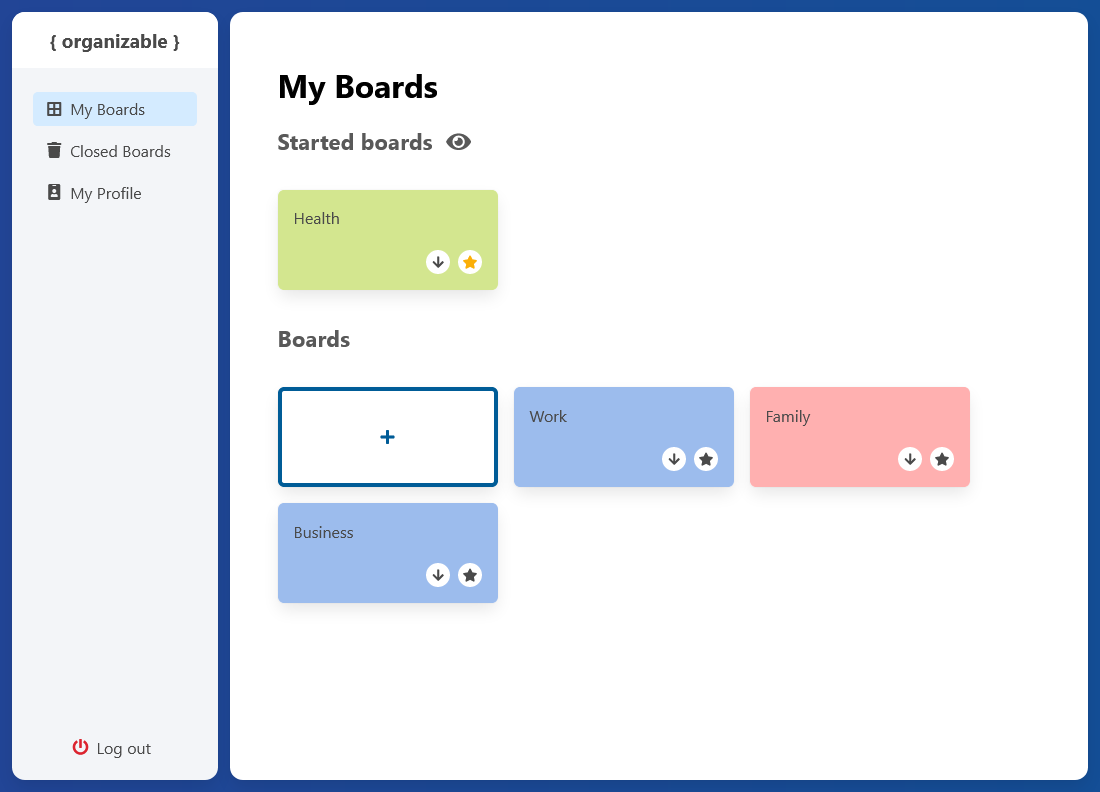 { organizable }
My Boards
Closed Boards
My Profile
Log out
My Boards
Started boards
Health
Boards
+
Work
Family
Business